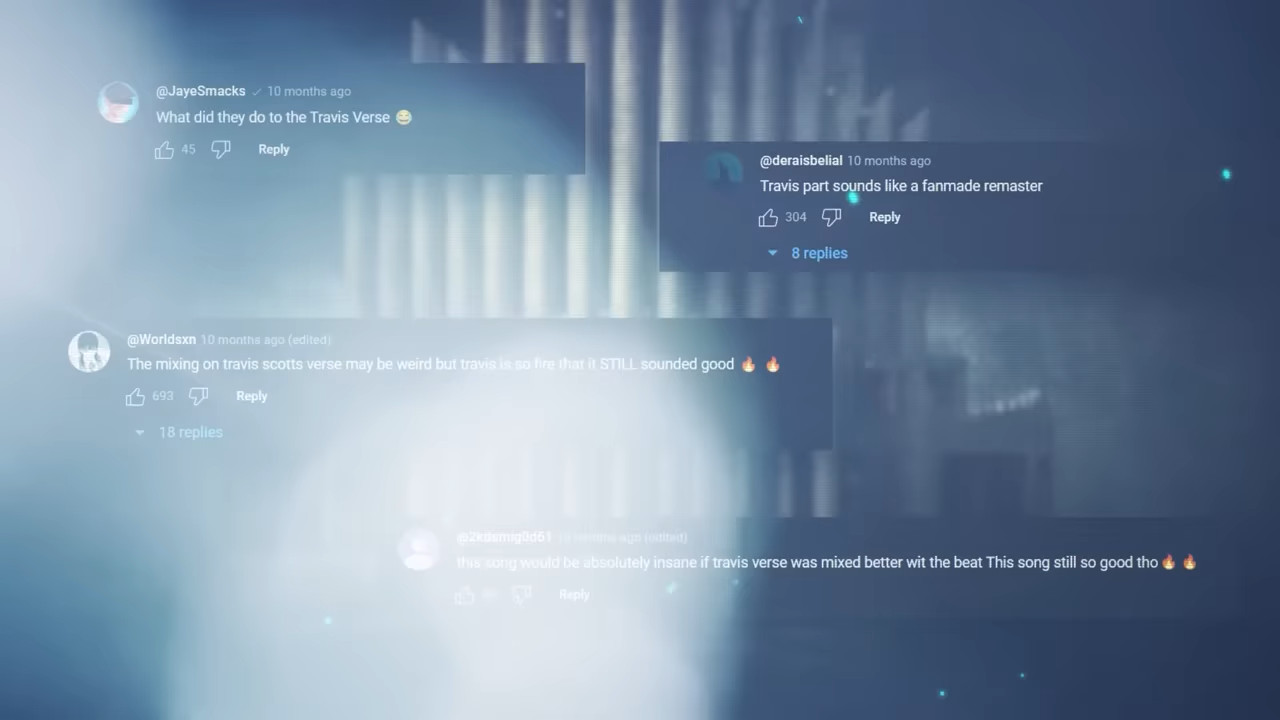 @JayeSmacks 10 months ago
What did they do to the Travis Verse 😂
45 Reply
@deraisbelial 10 months ago
Travis part sounds like a fanmade remaster
304 Reply
8 replies
@Worldsxn 10 months ago (edited)
The mixing on travis scotts verse may be weird but travis is so fire that it STILL sounded good 🔥 🔥
693 Reply
18 replies
months ago (edited)
this song would be absolutely insane if travis verse was mixed better wit the beat This song still so good tho🔥 🔥
Reply